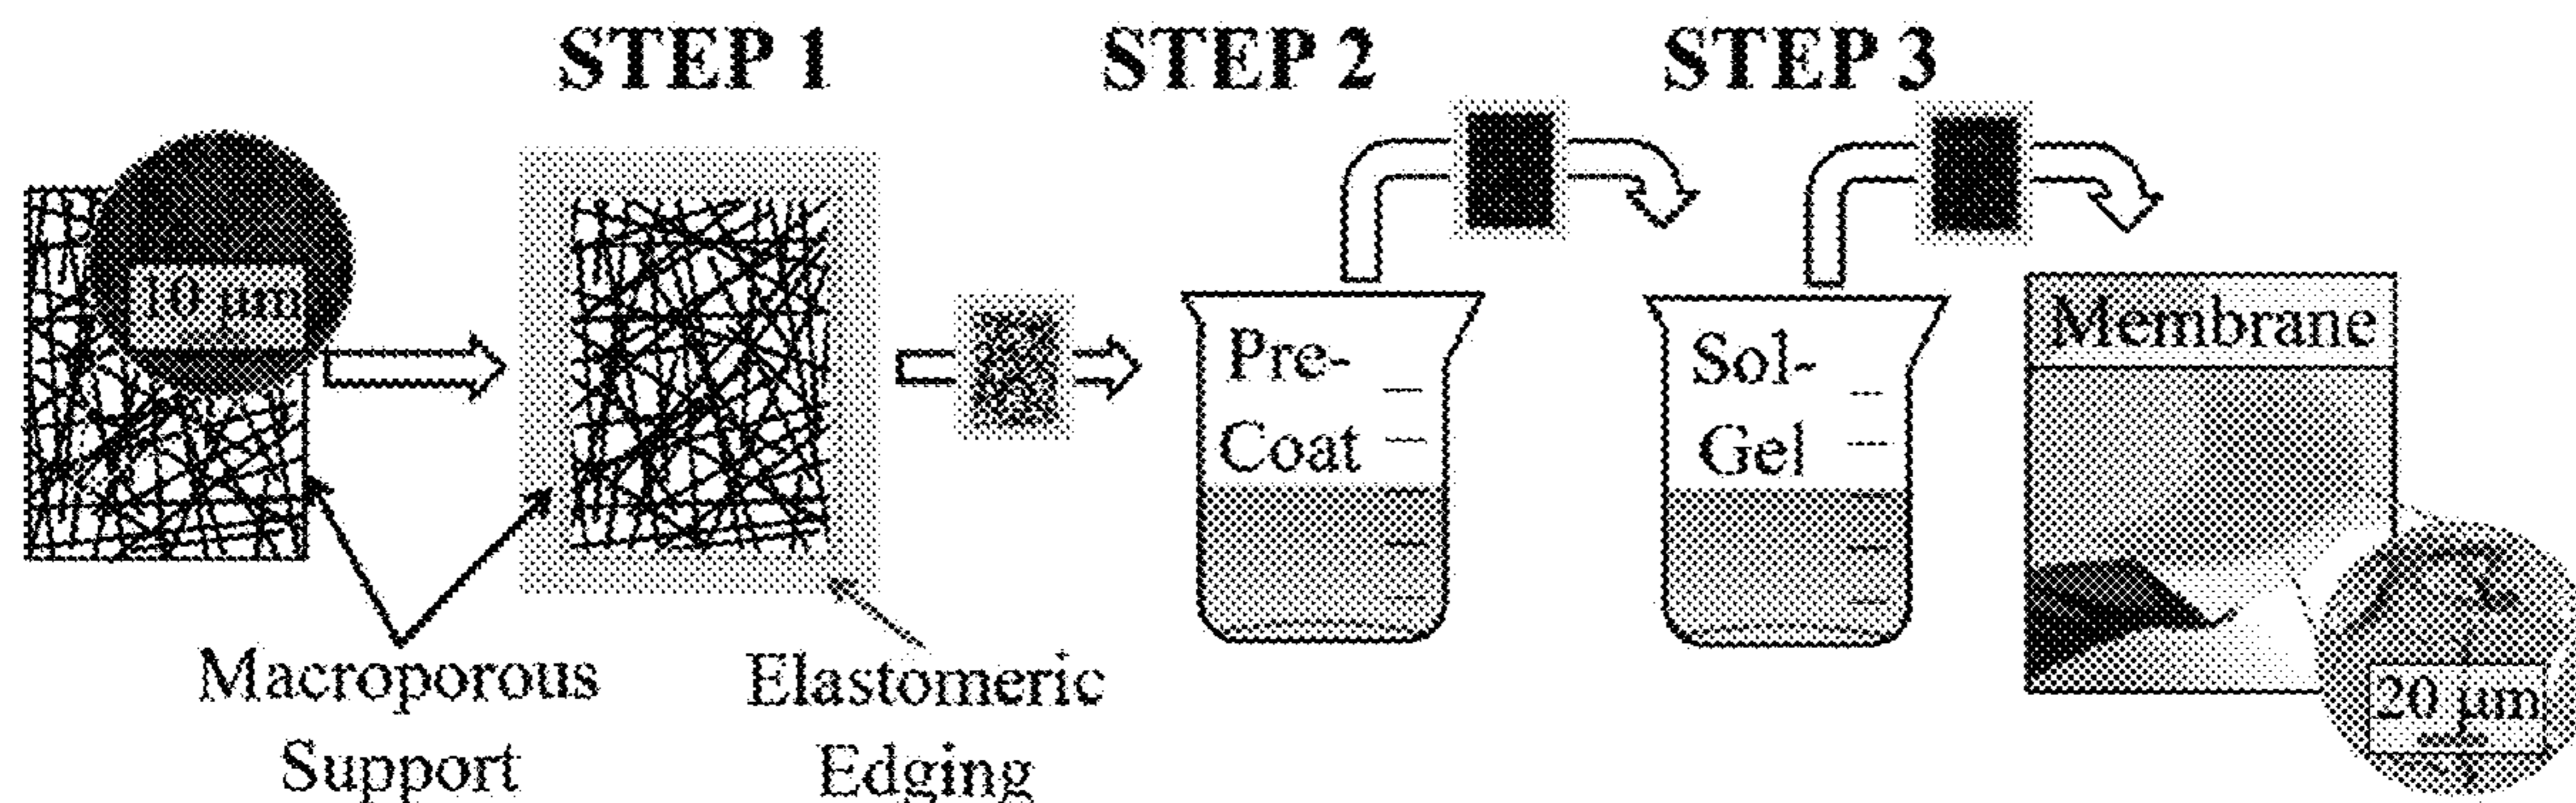 STEP 1
STEP 2
STEP 3
10 µm
Pre-
Coat
Sol-
Gel
Membrane
20 µm
Macroporous
Support
Elastomeric
Edging